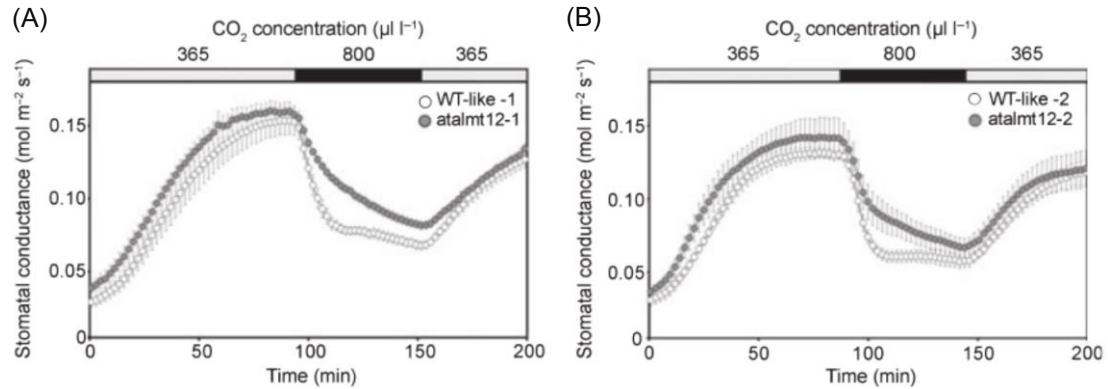 (A)
CO₂ concentration (µl l⁻¹)
365 800 365
WT-like -1
atalmt12-1
Stomatal conductance (mol m⁻² s⁻¹)
0.15
0.10
0.05
0
0 50 100 150 200
Time (min)
(B)
CO₂ concentration (µl l⁻¹)
365 800 365
WT-like -2
atalmt12-2
Stomatal conductance (mol m⁻² s⁻¹)
0.15
0.10
0.05
0
0 50 100 150 200
Time (min)